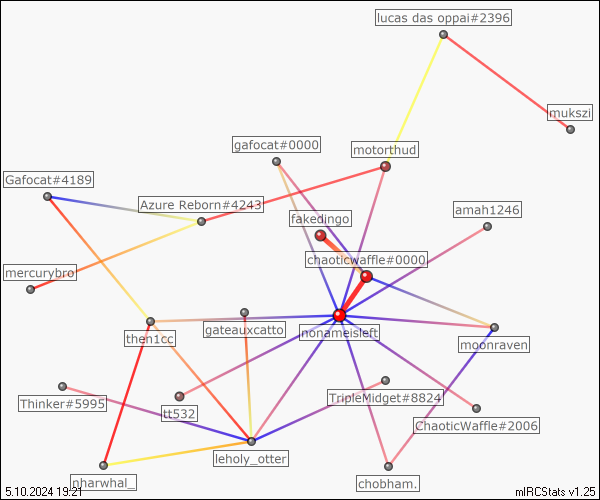 lucas das oppai#2396
mukszi
gafocat#0000
motorthud
Gafocat#4189
Azure Reborn#4243
fakedingo
amah1246
chaoticwaffle#0000
mercurybro
then1cc
gateauxcatto
nonameisleft
moonraven
Thinker#5995
tt532
TripleMidget#8824
ChaoticWaffle#2006
leholy_otter
nharwhal_
chobham.
5.10.2024 19:21
mIRCStats v1.25